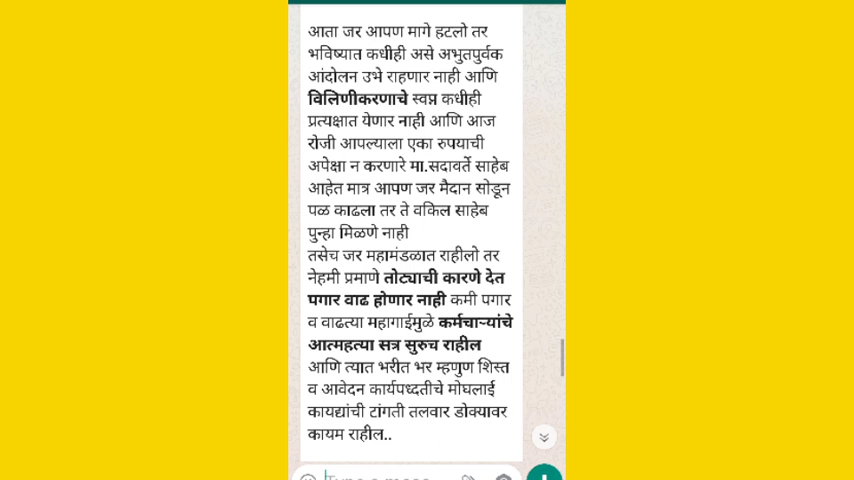 आता जर आपण मागे हटलो तर
भविष्यात कधीही असे अभुतपुर्वक
आंदोलन उभे राहणार नाही आणि
विलिणीकरणाचे स्वप्न कधीही
प्रत्यक्षात येणार नाही आणि आज
रोजी आपल्याला एका रुपयाची
अपेक्षा न करणारे मा.सदावर्ते साहेब
आहेत मात्र आपण जर मैदान सोडून
पळ काढला तर ते वकिल साहेब
पुन्हा मिळणे नाही
तसेच जर महामंडळात राहीलो तर
नेहमी प्रमाणे तोट्याची कारणे देत
पगार वाढ होणार नाही कमी पगार
व वाढत्या महागाईमुळे कर्मचाऱ्यांचे
आत्महत्या सत्र सुरुच राहील
आणि त्यात भरीत भर म्हणुण शिस्त
व आवेदन कार्यपध्दतीचे मोघलाई
कायद्यांची टांगती तलवार डोक्यावर
कायम राहील..